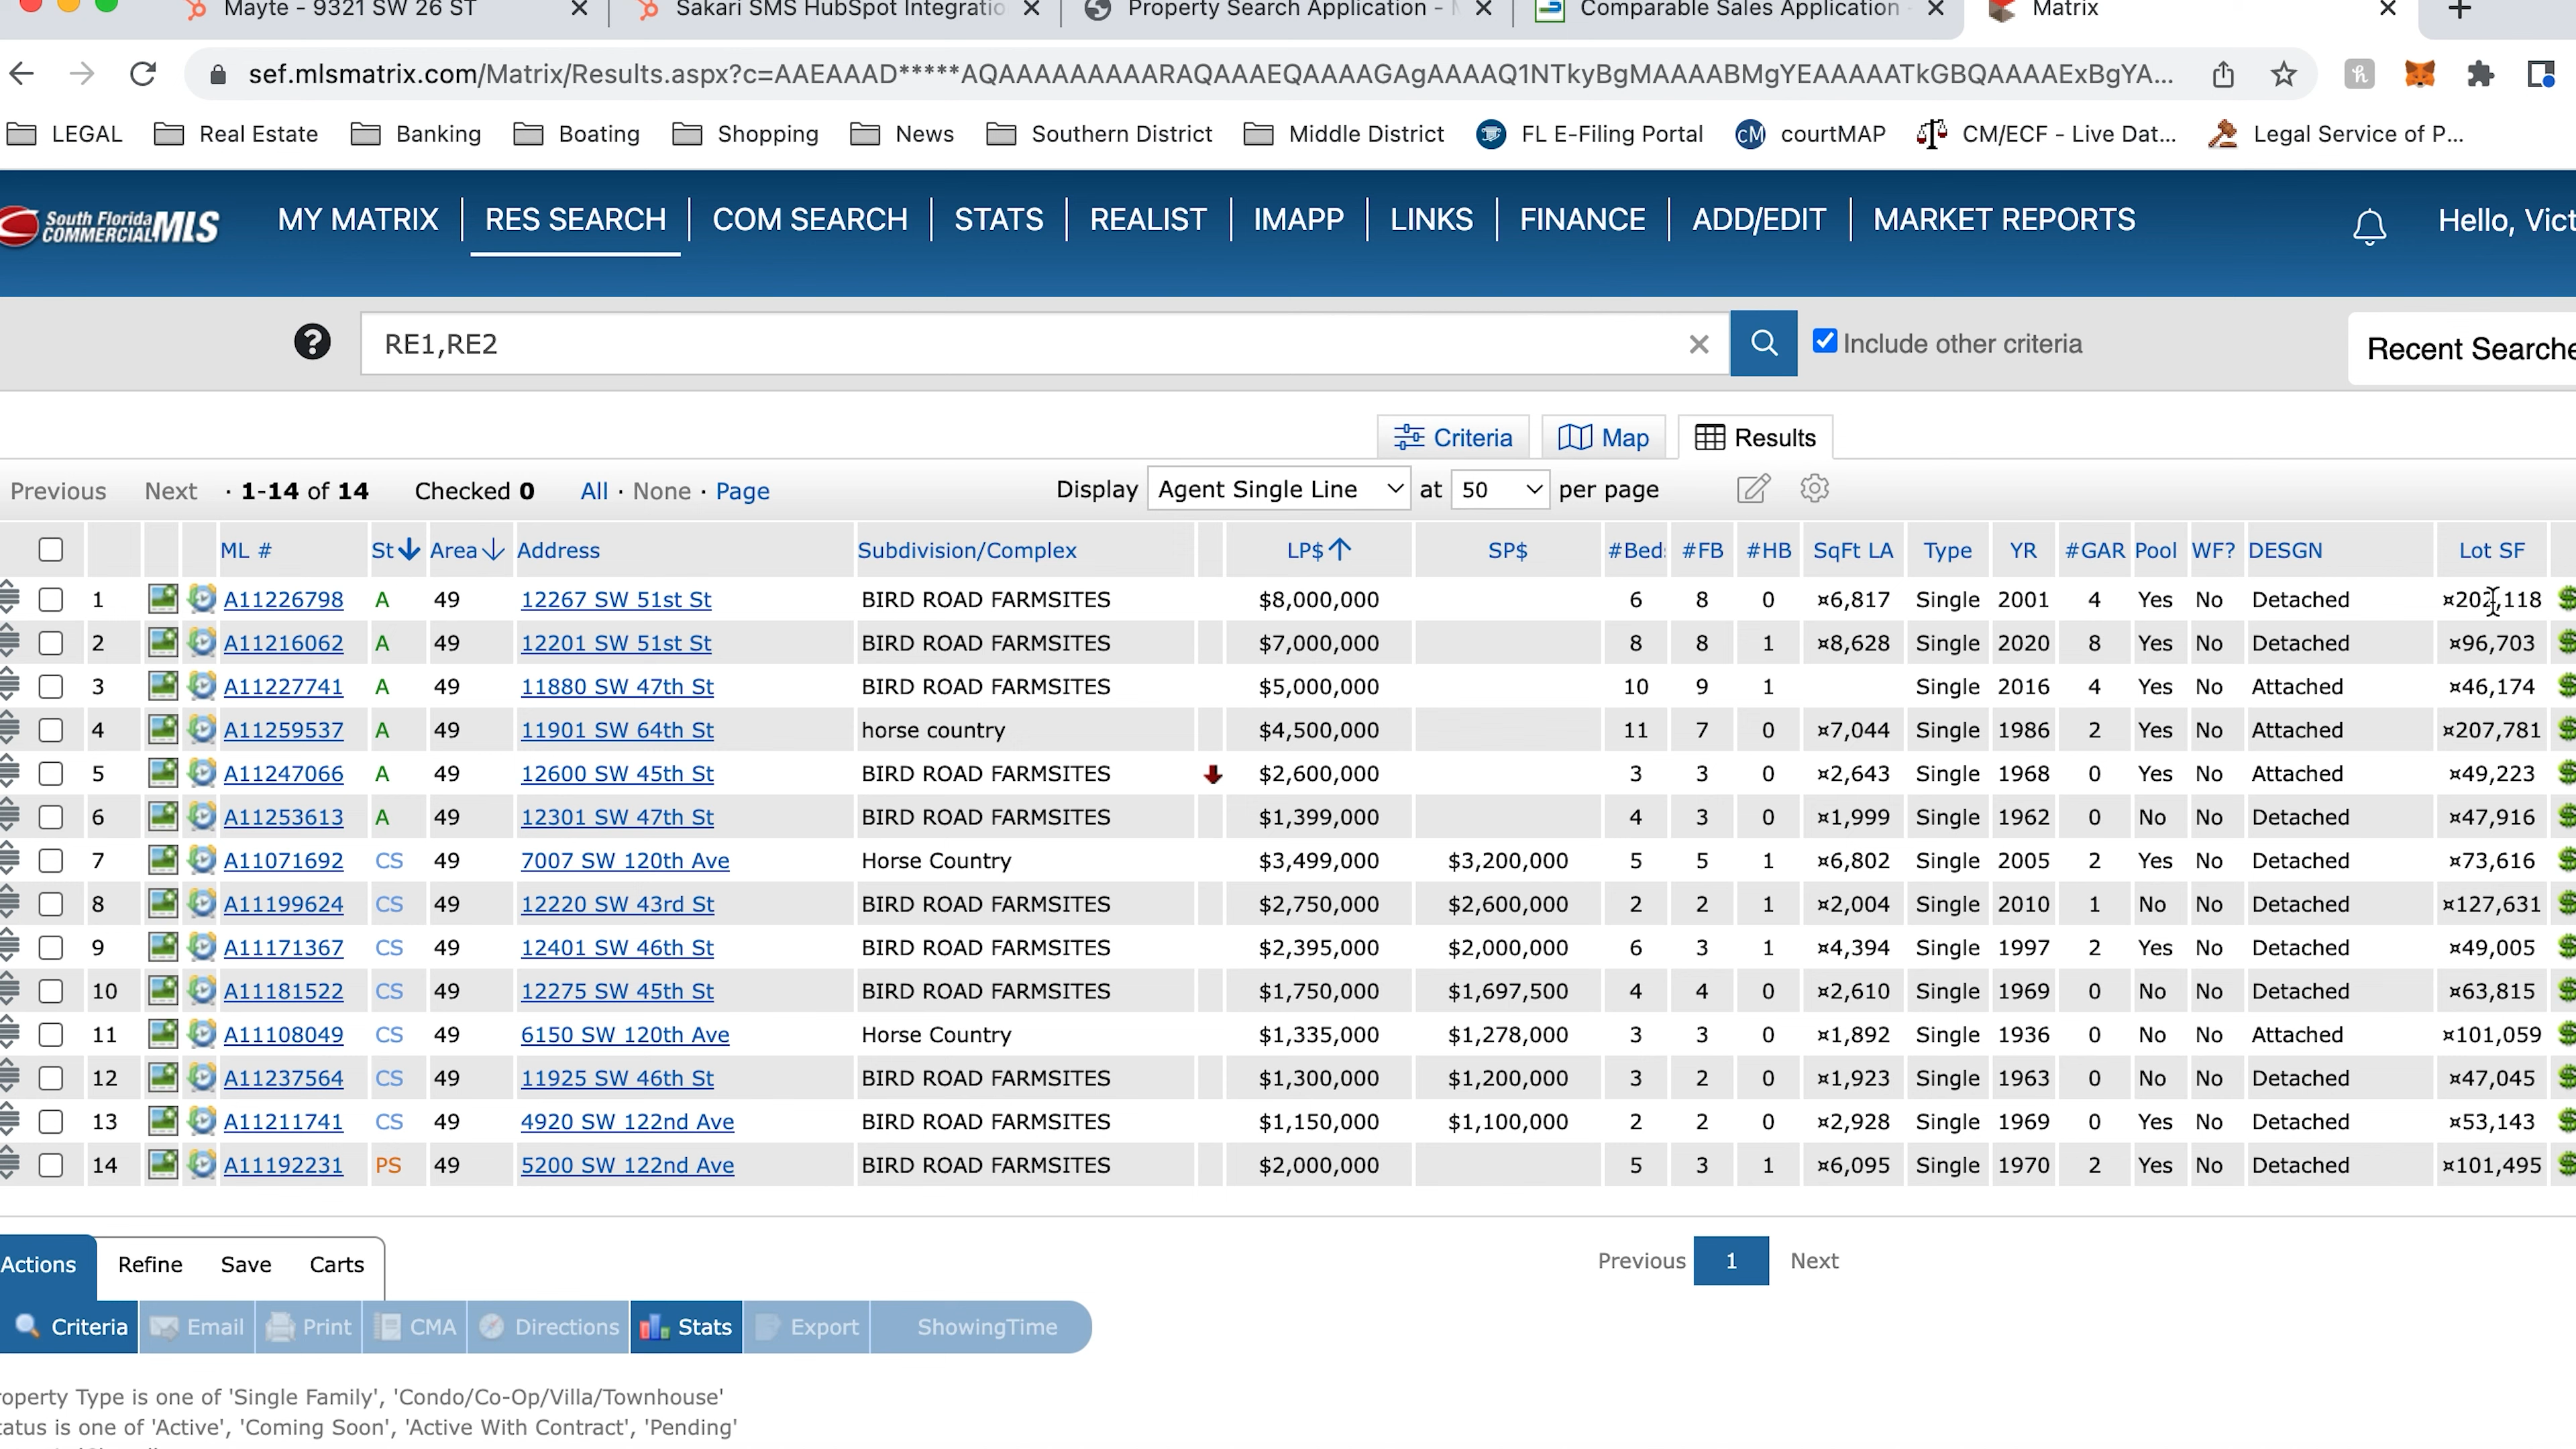 Mayte - 9321 SW 26 ST
Sakari SMS HubSpot Integratio
Property Search Application -
Comparable Sales Application
Matrix
sef.mlsmatrix.com/Matrix/Results.aspx?c=AAEAAAD*****AQAAAAAAAAARAQAAAEQAAAAGAgAAAAQ1NTkyBgMAAAABMgYEAAAAATkGBQAAAAExBgYA...
LEGAL Real Estate Banking Boating Shopping News Southern District Middle District FL E-Filing Portal cM courtMAP CM/ECF - Live Dat... Legal Service of P...
South Florida
COMMERCIAL MLS
MY MATRIX RES SEARCH COM SEARCH STATS REALIST IMAPP LINKS FINANCE ADD/EDIT MARKET REPORTS Hello, Vict
RE1,RE2 Include other criteria Recent Searche
Criteria Map Results
Previous Next · 1-14 of 14 Checked 0 All · None · Page Display Agent Single Line at 50 per page
ML # St Area Address Subdivision/Complex LP$ SP$ #Bed #FB #HB SqFt LA Type YR #GAR Pool WF? DESGN Lot SF
1 A11226798 A 49 12267 SW 51st St BIRD ROAD FARMSITES $8,000,000 6 8 0 ¤6,817 Single 2001 4 Yes No Detached ¤202,118
2 A11216062 A 49 12201 SW 51st St BIRD ROAD FARMSITES $7,000,000 8 8 1 ¤8,628 Single 2020 8 Yes No Detached ¤96,703
3 A11227741 A 49 11880 SW 47th St BIRD ROAD FARMSITES $5,000,000 10 9 1 Single 2016 4 Yes No Attached ¤46,174
4 A11259537 A 49 11901 SW 64th St horse country $4,500,000 11 7 0 ¤7,044 Single 1986 2 Yes No Attached ¤207,781
5 A11247066 A 49 12600 SW 45th St BIRD ROAD FARMSITES $2,600,000 3 3 0 ¤2,643 Single 1968 0 Yes No Attached ¤49,223
6 A11253613 A 49 12301 SW 47th St BIRD ROAD FARMSITES $1,399,000 4 3 0 ¤1,999 Single 1962 0 No No Detached ¤47,916
7 A11071692 CS 49 7007 SW 120th Ave Horse Country $3,499,000 $3,200,000 5 5 1 ¤6,802 Single 2005 2 Yes No Detached ¤73,616
8 A11199624 CS 49 12220 SW 43rd St BIRD ROAD FARMSITES $2,750,000 $2,600,000 2 2 1 ¤2,004 Single 2010 1 No No Detached ¤127,631
9 A11171367 CS 49 12401 SW 46th St BIRD ROAD FARMSITES $2,395,000 $2,000,000 6 3 1 ¤4,394 Single 1997 2 Yes No Detached ¤49,005
10 A11181522 CS 49 12275 SW 45th St BIRD ROAD FARMSITES $1,750,000 $1,697,500 4 4 0 ¤2,610 Single 1969 0 No No Detached ¤63,815
11 A11108049 CS 49 6150 SW 120th Ave Horse Country $1,335,000 $1,278,000 3 3 0 ¤1,892 Single 1936 0 No No Attached ¤101,059
12 A11237564 CS 49 11925 SW 46th St BIRD ROAD FARMSITES $1,300,000 $1,200,000 3 2 0 ¤1,923 Single 1963 0 No No Detached ¤47,045
13 A11211741 CS 49 4920 SW 122nd Ave BIRD ROAD FARMSITES $1,150,000 $1,100,000 2 2 0 ¤2,928 Single 1969 0 Yes No Detached ¤53,143
14 A11192231 PS 49 5200 SW 122nd Ave BIRD ROAD FARMSITES $2,000,000 5 3 1 ¤6,095 Single 1970 2 Yes No Detached ¤101,495
Actions Refine Save Carts Previous 1 Next
Criteria Email Print CMA Directions Stats Export ShowingTime
roperty Type is one of 'Single Family', 'Condo/Co-Op/Villa/Townhouse'
tatus is one of 'Active', 'Coming Soon', 'Active With Contract', 'Pending'